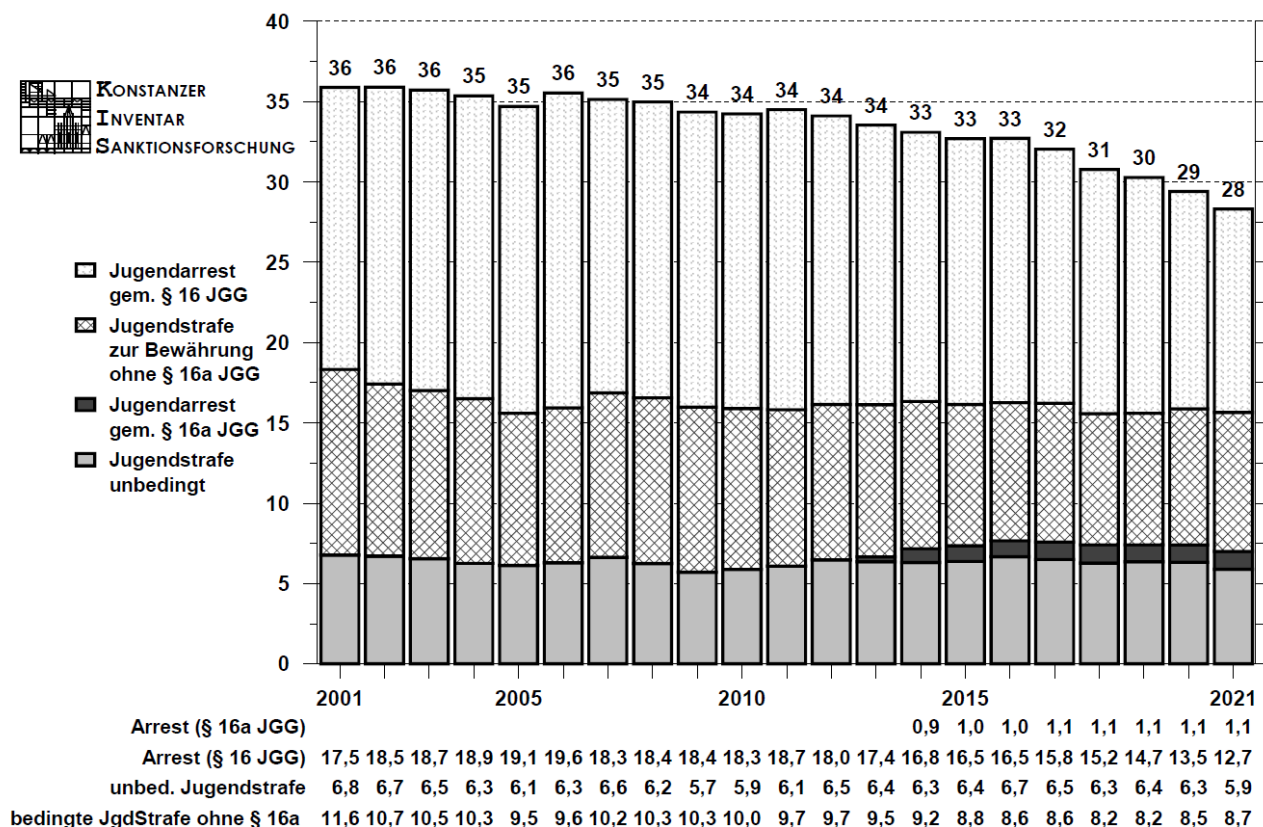 40
36 36 36 35 35 36 35 35 34 34 34 34 34 33 33 33 32 31 30 29 28
KONSTANZER
INVENTAR
SANKTIONSFORSCHUNG
35
30
25
Jugendarrest
gem. § 16 JGG
Jugendstrafe
zur Bewährung
ohne § 16a JGG
20
Jugendarrest
gem. § 16a JGG
15
Jugendstrafe
unbedingt
10
5
0
2001 2005 2010 2015 2021
Arrest (§ 16a JGG) 0,9 1,0 1,0 1,1 1,1 1,1 1,1 1,1
Arrest (§ 16 JGG) 17,5 18,5 18,7 18,9 19,1 19,6 18,3 18,4 18,4 18,3 18,7 18,0 17,4 16,8 16,5 16,5 15,8 15,2 14,7 13,5 12,7
unbed. Jugendstrafe 6,8 6,7 6,5 6,3 6,1 6,3 6,6 6,2 5,7 5,9 6,1 6,5 6,4 6,3 6,4 6,7 6,5 6,3 6,4 6,3 5,9
bedingte JgdStrafe ohne § 16a 11,6 10,7 10,5 10,3 9,5 9,6 10,2 10,3 10,3 10,0 9,7 9,7 9,5 9,2 8,8 8,6 8,6 8,2 8,2 8,5 8,7